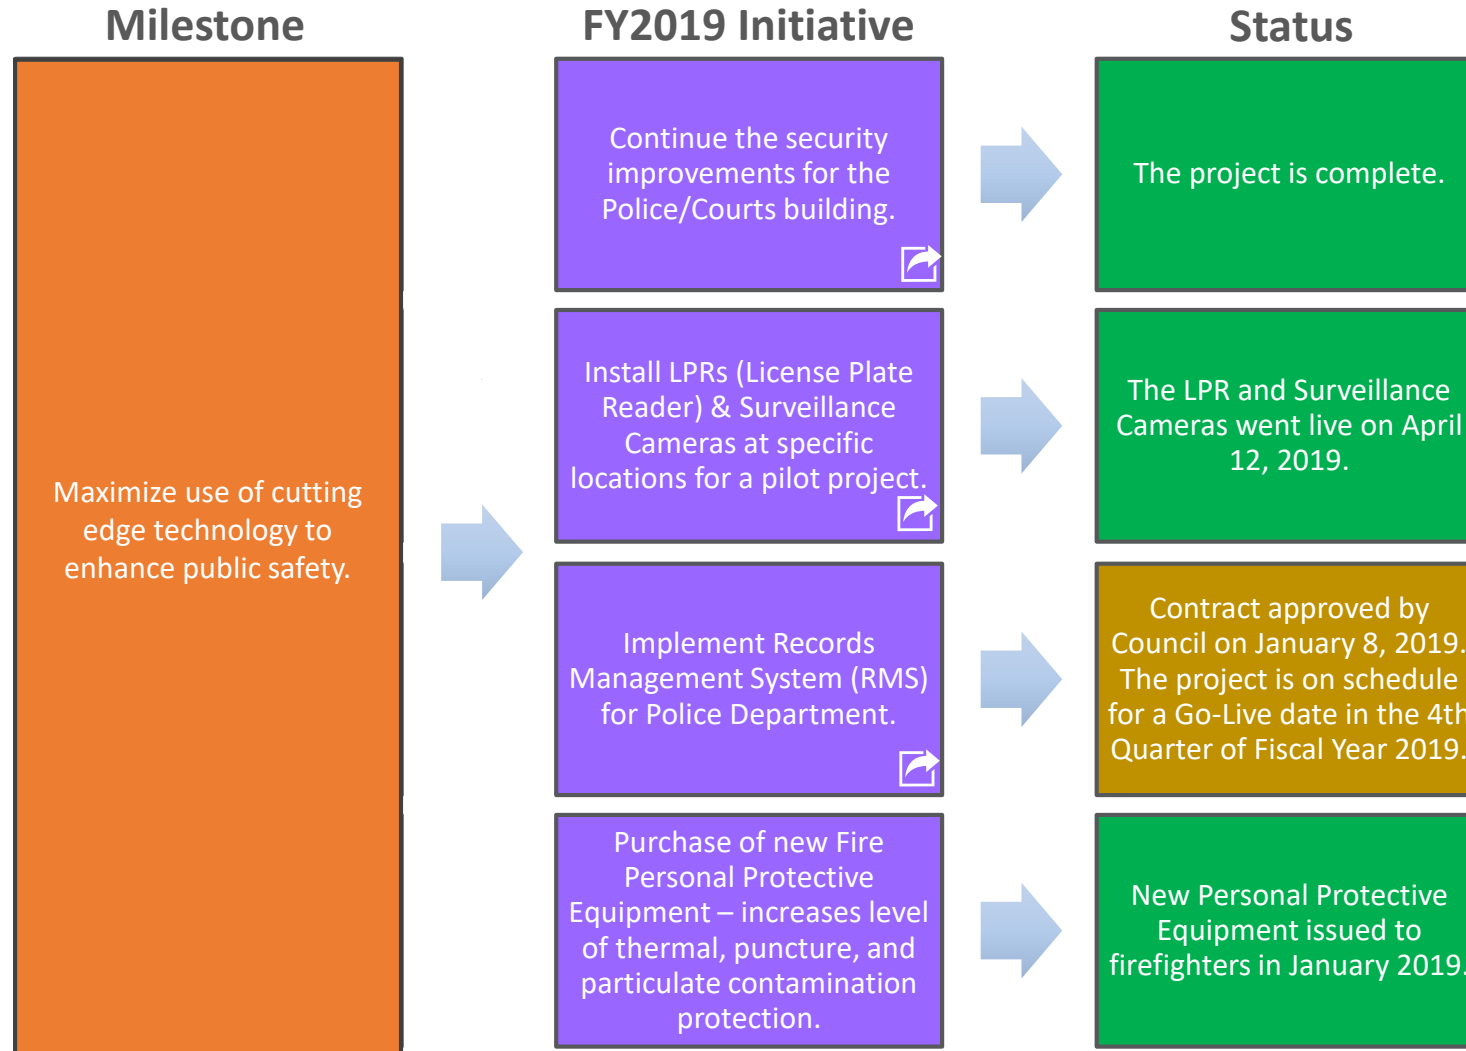 Milestone
FY2019 Initiative
Status
Maximize use of cutting
edge technology to
enhance public safety.
Continue the security
improvements for the
Police/Courts building.
The project is complete.
Install LPRs (License Plate
Reader) & Surveillance
Cameras at specific
locations for a pilot project.
The LPR and Surveillance
Cameras went live on April
12, 2019.
Implement Records
Management System (RMS)
for Police Department.
Contract approved by
Council on January 8, 2019.
The project is on schedule
for a Go-Live date in the 4th
Quarter of Fiscal Year 2019.
Purchase of new Fire
Personal Protective
Equipment – increases level
of thermal, puncture, and
particulate contamination
protection.
New Personal Protective
Equipment issued to
firefighters in January 2019.